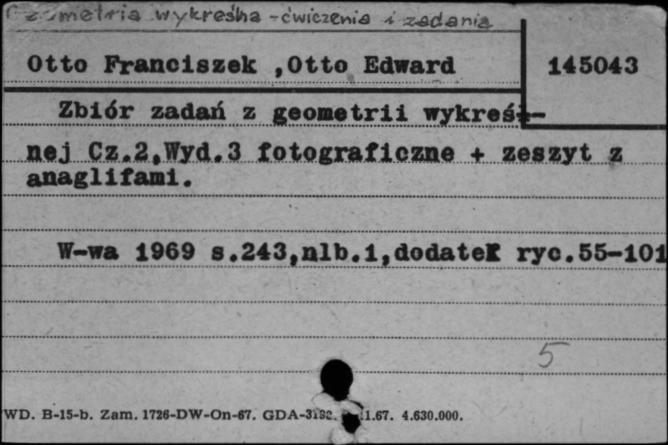 Geometria wykreślna - ćwiczenia i zadania
Otto Franciszek ,Otto Edward
145043
Zbiór zadań z geometrii wykreśl-
nej Cz.2,Wyd.3 fotograficzne + zeszyt z
anaglifami.
W-wa 1969 s.243,nlb.1,dodatek ryc.55-101
5
WD. B-15-b. Zam. 1726-DW-On-67. GDA- 4.630.000.